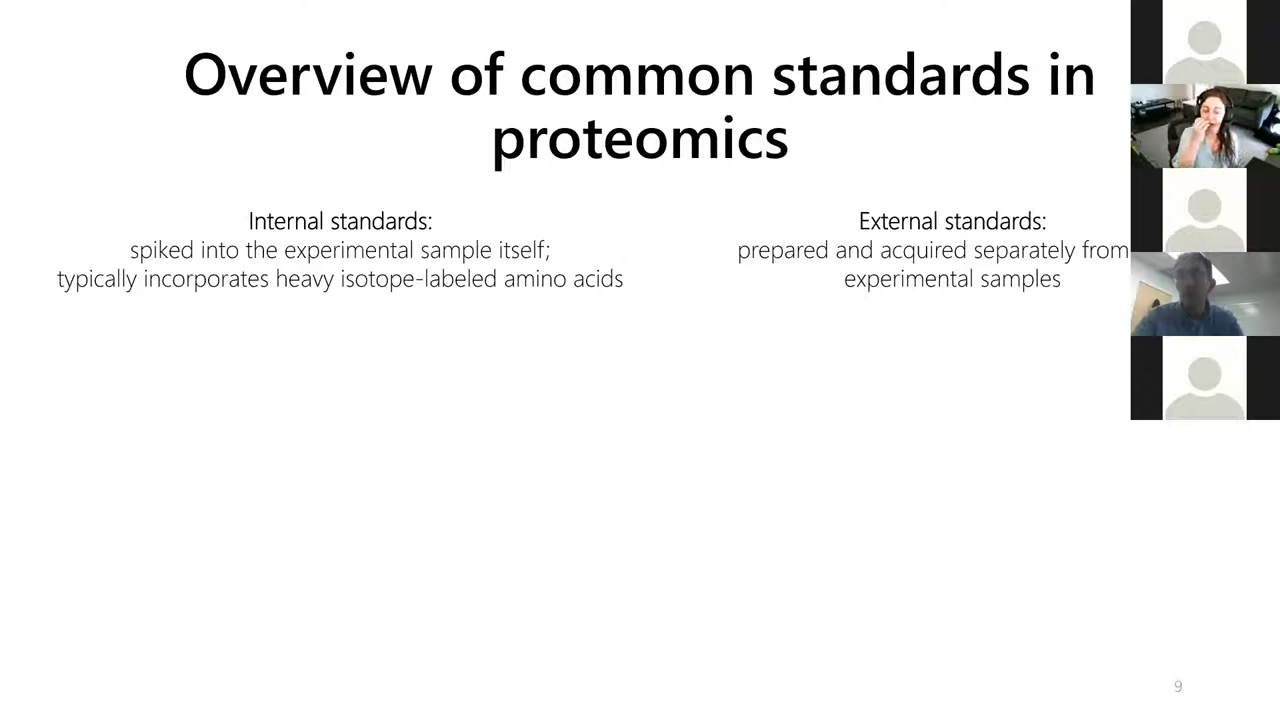 Overview of common standards in
proteomics
Internal standards:
spiked into the experimental sample itself;
typically incorporates heavy isotope-labeled amino acids
External standards:
prepared and acquired separately from
experimental samples
9